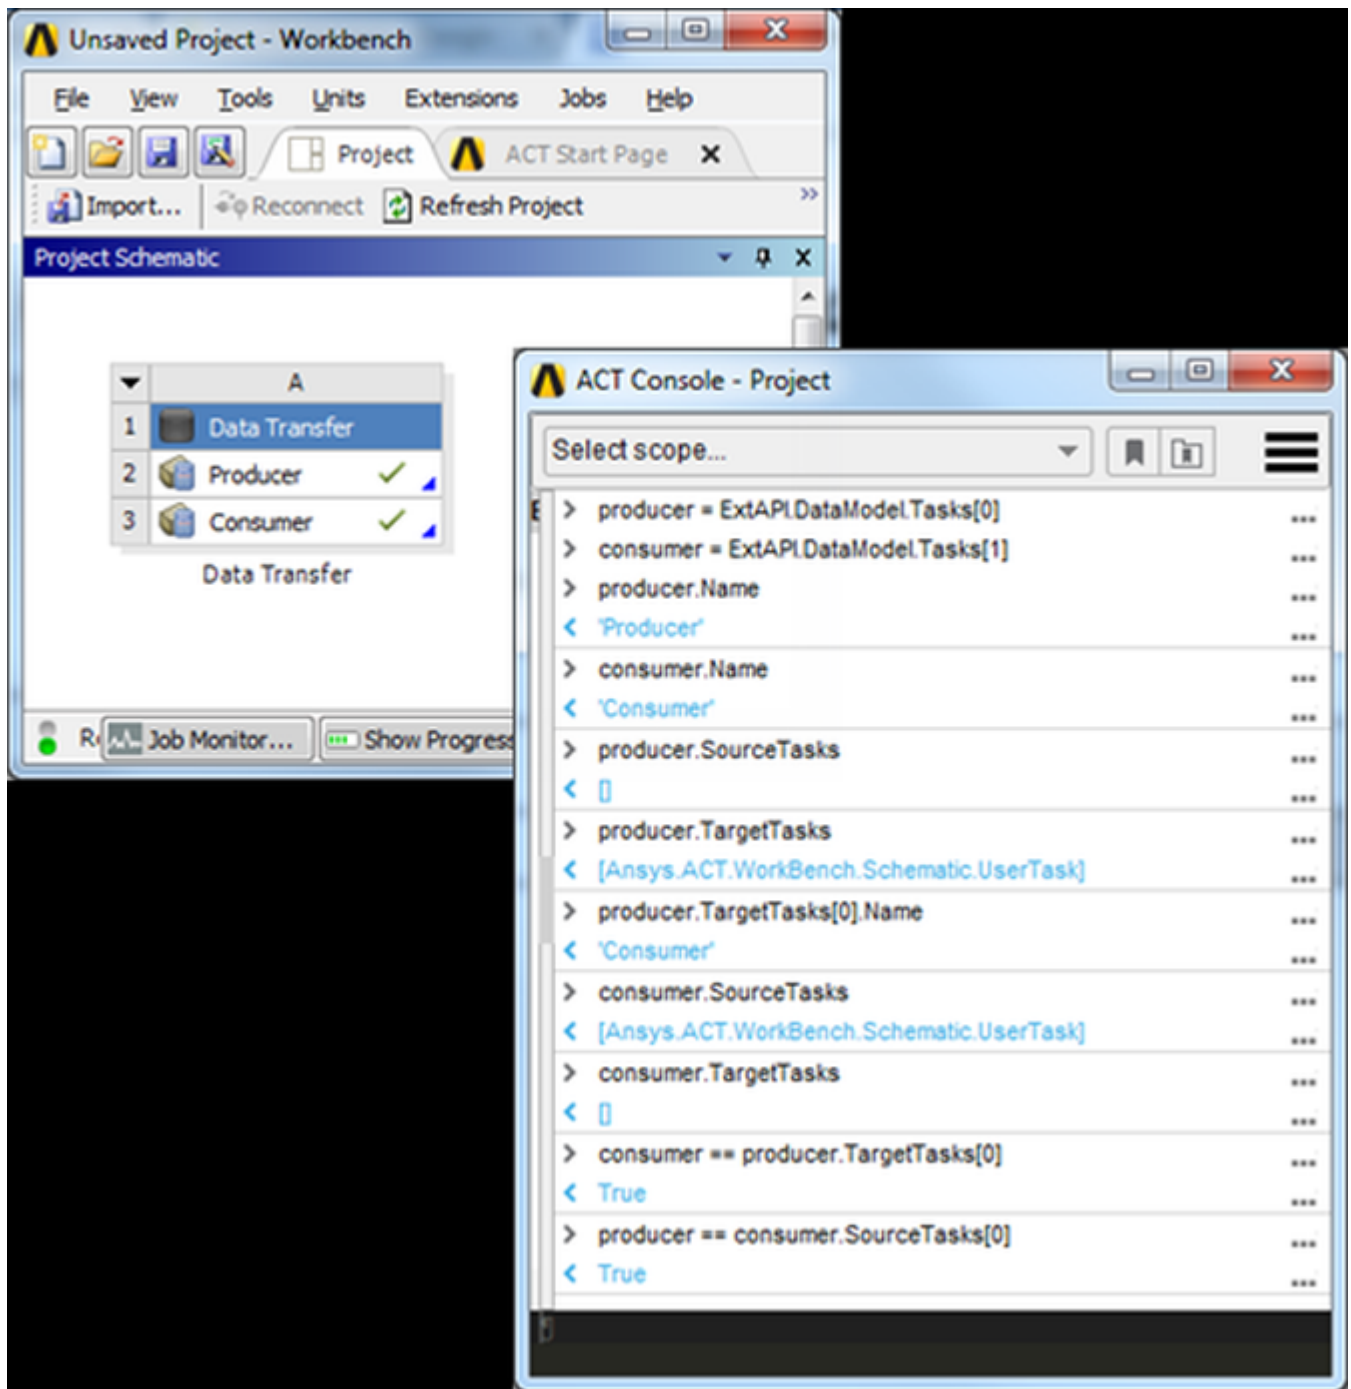 Unsaved Project - Workbench
File View Tools Units Extensions Jobs Help
Project ACT Start Page
Import... Reconnect Refresh Project
Project Schematic
A
1 Data Transfer
2 Producer
3 Consumer
Data Transfer
Job Monitor... Show Progress
ACT Console - Project
Select scope...
> producer = ExtAPI.DataModel.Tasks[0] ...
> consumer = ExtAPI.DataModel.Tasks[1] ...
> producer.Name ...
< 'Producer' ...
> consumer.Name ...
< 'Consumer' ...
> producer.SourceTasks ...
< [] ...
> producer.TargetTasks ...
< [Ansys.ACT.WorkBench.Schematic.UserTask] ...
> producer.TargetTasks[0].Name ...
< 'Consumer' ...
> consumer.SourceTasks ...
< [Ansys.ACT.WorkBench.Schematic.UserTask] ...
> consumer.TargetTasks ...
< [] ...
> consumer == producer.TargetTasks[0] ...
< True ...
> producer == consumer.SourceTasks[0] ...
< True ...